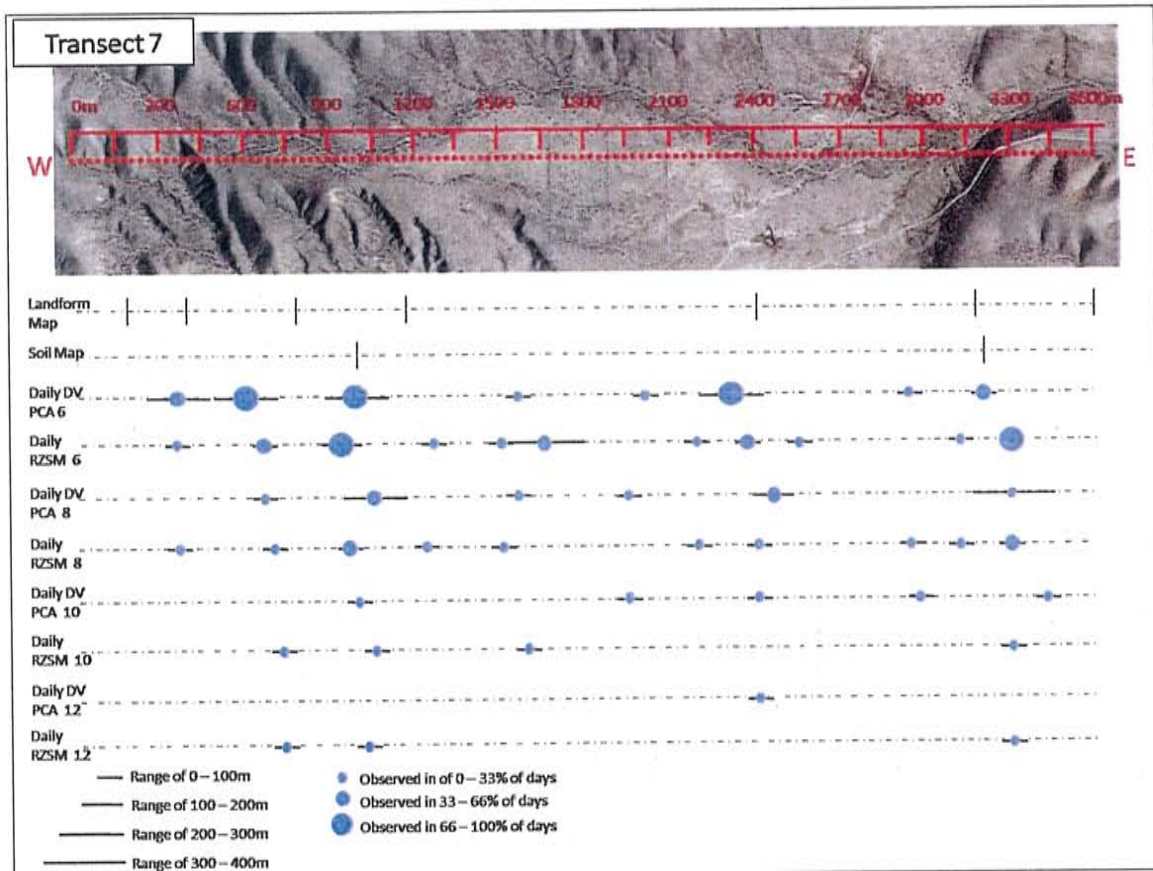 Transect 7
0m 300 600 900 1200 1500 1800 2100 2400 2700 3000 3300 3600m
W E
Landform
Map
Soil Map
Daily DV
PCA 6
Daily
RZSM 6
Daily DV
PCA 8
Daily
RZSM 8
Daily DV
PCA 10
Daily
RZSM 10
Daily DV
PCA 12
Daily
RZSM 12
Range of 0 – 100m
Observed in of 0 – 33% of days
Range of 100 – 200m
Observed in 33 – 66% of days
Range of 200 – 300m
Observed in 66 – 100% of days
Range of 300 – 400m